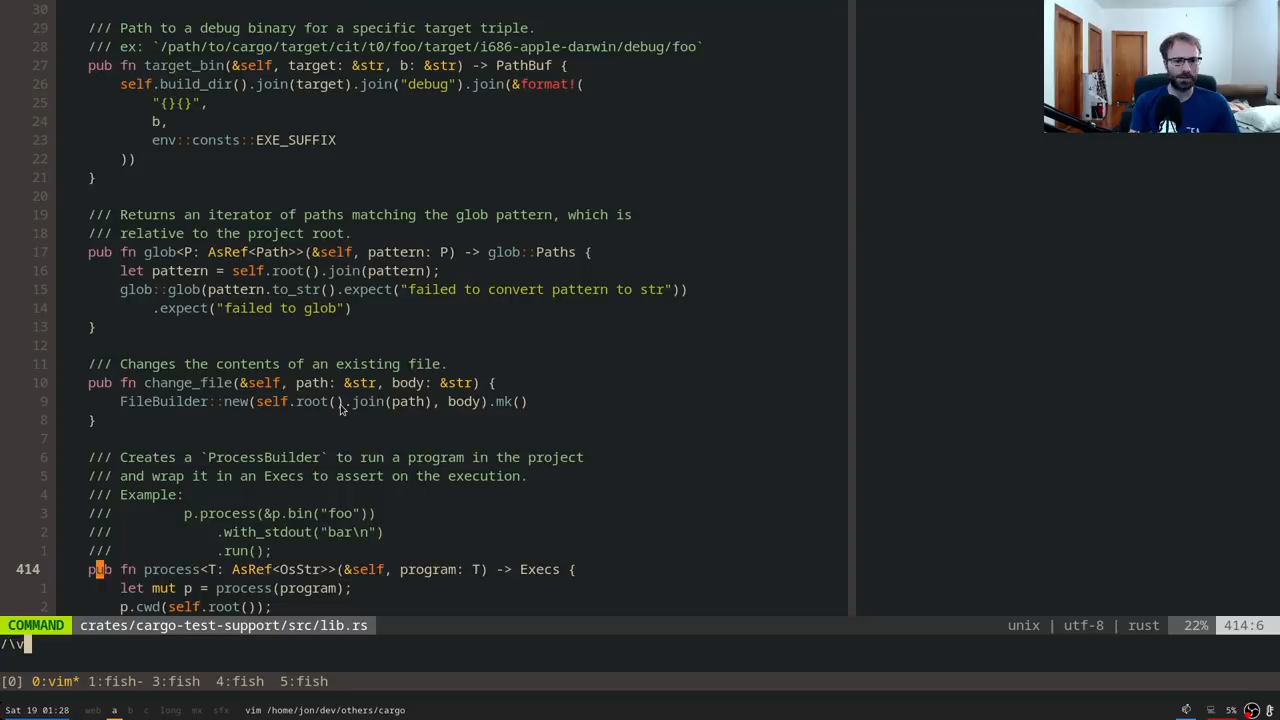 30
29 /// Path to a debug binary for a specific target triple.
28 /// ex: `/path/to/cargo/target/cit/t0/foo/target/i686-apple-darwin/debug/foo`
27 pub fn target_bin(&self, target: &str, b: &str) -> PathBuf {
26 self.build_dir().join(target).join("debug").join(&format!(
25 "{}{}",
24 b,
23 env::consts::EXE_SUFFIX
22 ))
21 }
20
19 /// Returns an iterator of paths matching the glob pattern, which is
18 /// relative to the project root.
17 pub fn glob<P: AsRef<Path>>(&self, pattern: P) -> glob::Paths {
16 let pattern = self.root().join(pattern);
15 glob::glob(pattern.to_str().expect("failed to convert pattern to str"))
14 .expect("failed to glob")
13 }
12
11 /// Changes the contents of an existing file.
10 pub fn change_file(&self, path: &str, body: &str) {
9 FileBuilder::new(self.root().join(path), body).mk()
8 }
7
6 /// Creates a `ProcessBuilder` to run a program in the project
5 /// and wrap it in an Execs to assert on the execution.
4 /// Example:
3 /// p.process(&p.bin("foo"))
2 /// .with_stdout("bar\n")
1 /// .run();
414 pub fn process<T: AsRef<OsStr>>(&self, program: T) -> Execs {
1 let mut p = process(program);
2 p.cwd(self.root());
COMMAND crates/cargo-test-support/src/lib.rs unix | utf-8 | rust 22% 414:6
/\v
[0] 0:vim* 1:fish- 3:fish 4:fish 5:fish
Sat 19 01:28 web a b c long mx sfx vim /home/jon/dev/others/cargo 5%